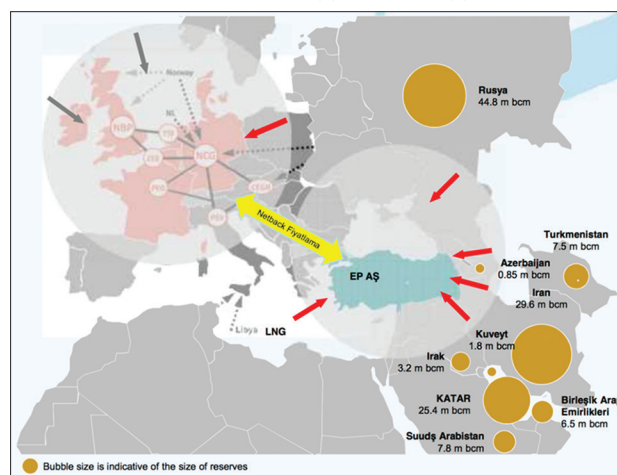 Norway
NL
NBP
TTF
ZEE
NCG
PEG
CEGH
PSV
Netback Fiyatlama
EP AŞ
Libya
LNG
Rusya
44.8 m bcm
Turkmenistan
7.5 m bcm
Azerbaijan
0.85 m bcm
Iran
29.6 m bcm
Kuveyt
1.8 m bcm
Irak
3.2 m bcm
KATAR
25.4 m bcm
Birleşik Arap
Emirlikleri
6.5 m bcm
Suudş Arabistan
7.8 m bcm
Bubble size is indicative of the size of reserves